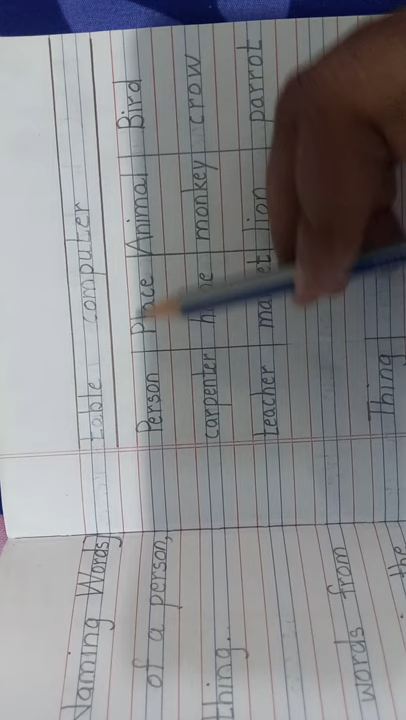 Naming Words
of a person,
thing.
words from
the
table computer
Person Place Animal Bird
carpenter monkey crow
teacher lion parrot
Thing